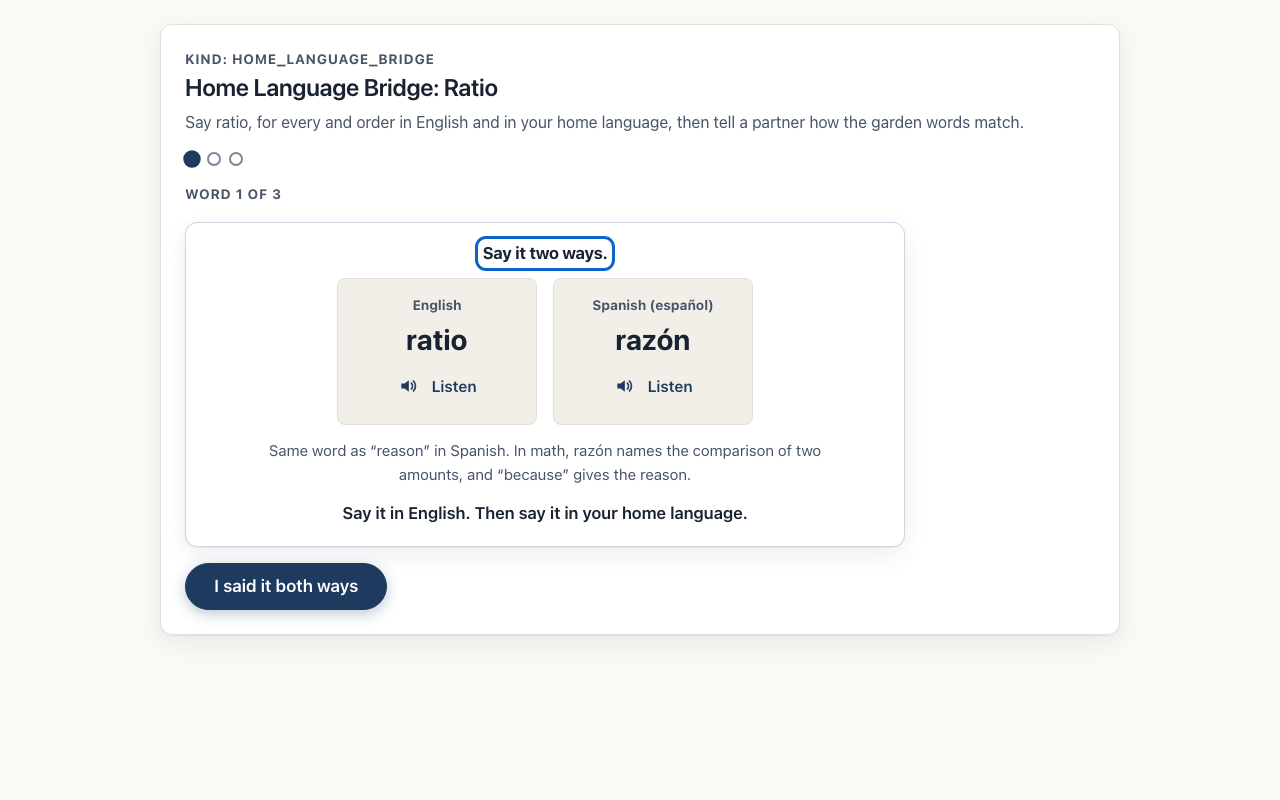 KIND: HOME_LANGUAGE_BRIDGE
Home Language Bridge: Ratio
Say ratio, for every and order in English and in your home language, then tell a partner how the garden words match.
WORD 1 OF 3
Say it two ways.
English
ratio
Listen
Spanish (español)
razón
Listen
Same word as “reason” in Spanish. In math, razón names the comparison of two
amounts, and “because” gives the reason.
Say it in English. Then say it in your home language.
I said it both ways